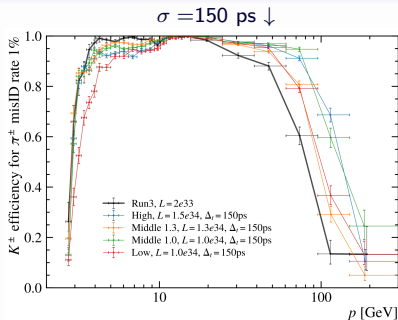 σ =150 ps ↓
K± efficiency for π± misID rate 1%
1.0
0.8
0.6
0.4
0.2
0.0
Run3, L = 2e33
High, L = 1.5e34, Δt = 150ps
Middle 1.3, L = 1.3e34, Δt = 150ps
Middle 1.0, L = 1.0e34, Δt = 150ps
Low, L = 1.0e34, Δt = 150ps
10
100
p [GeV]